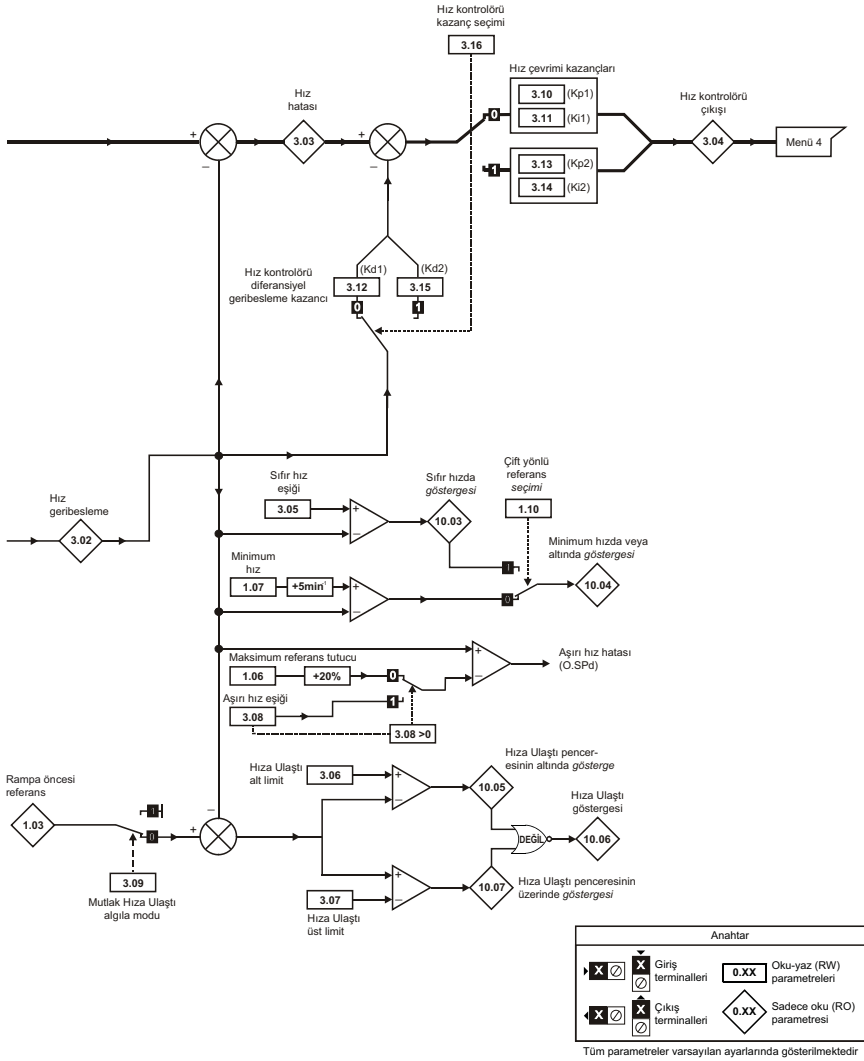 Hız kontrolörü
kazanç seçimi
3.16
Hız çevrimi kazançları
Hız
hatası
3.10 (Kp1)
3.11 (Ki1)
Hız kontrolörü
çıkışı
+
–
3.03
+
–
0
3.04
Menü 4
1
3.13 (Kp2)
3.14 (Ki2)
Hız kontrolörü
diferansiyel
geribesleme kazancı
(Kd1)
(Kd2)
3.12
3.15
0
1
Hız
geribesleme
3.02
Sıfır hız
eşiği
3.05
+
–
Sıfır hızda
göstergesi
10.03
Çift yönlü
referans
seçimi
1.10
Minimum hızda veya
altında göstergesi
10.04
1
0
Minimum
hız
1.07
+5min⁻¹
+
–
Maksimum referans tutucu
1.06
+20%
0
+
–
Aşırı hız hatası
(O.SPd)
Aşırı hız eşiği
3.08
1
3.08 >0
Rampa öncesi
referans
1.03
1
0
+
–
3.09
Mutlak Hıza Ulaştı
algıla modu
Hıza Ulaştı
alt limit
3.06
+
–
Hıza Ulaştı pencer-
esinin altında gösterge
10.05
Hıza Ulaştı
göstergesi
DEĞİL
10.06
3.07
Hıza Ulaştı
üst limit
+
–
10.07
Hıza Ulaştı penceresinin
üzerinde göstergesi
Anahtar
X
X
Giriş
terminalleri
0.XX
Oku-yaz (RW)
parametreleri
X
X
Çıkış
terminalleri
0.XX
Sadece oku (RO)
parametresi
Tüm parametreler varsayılan ayarlarında gösterilmektedir